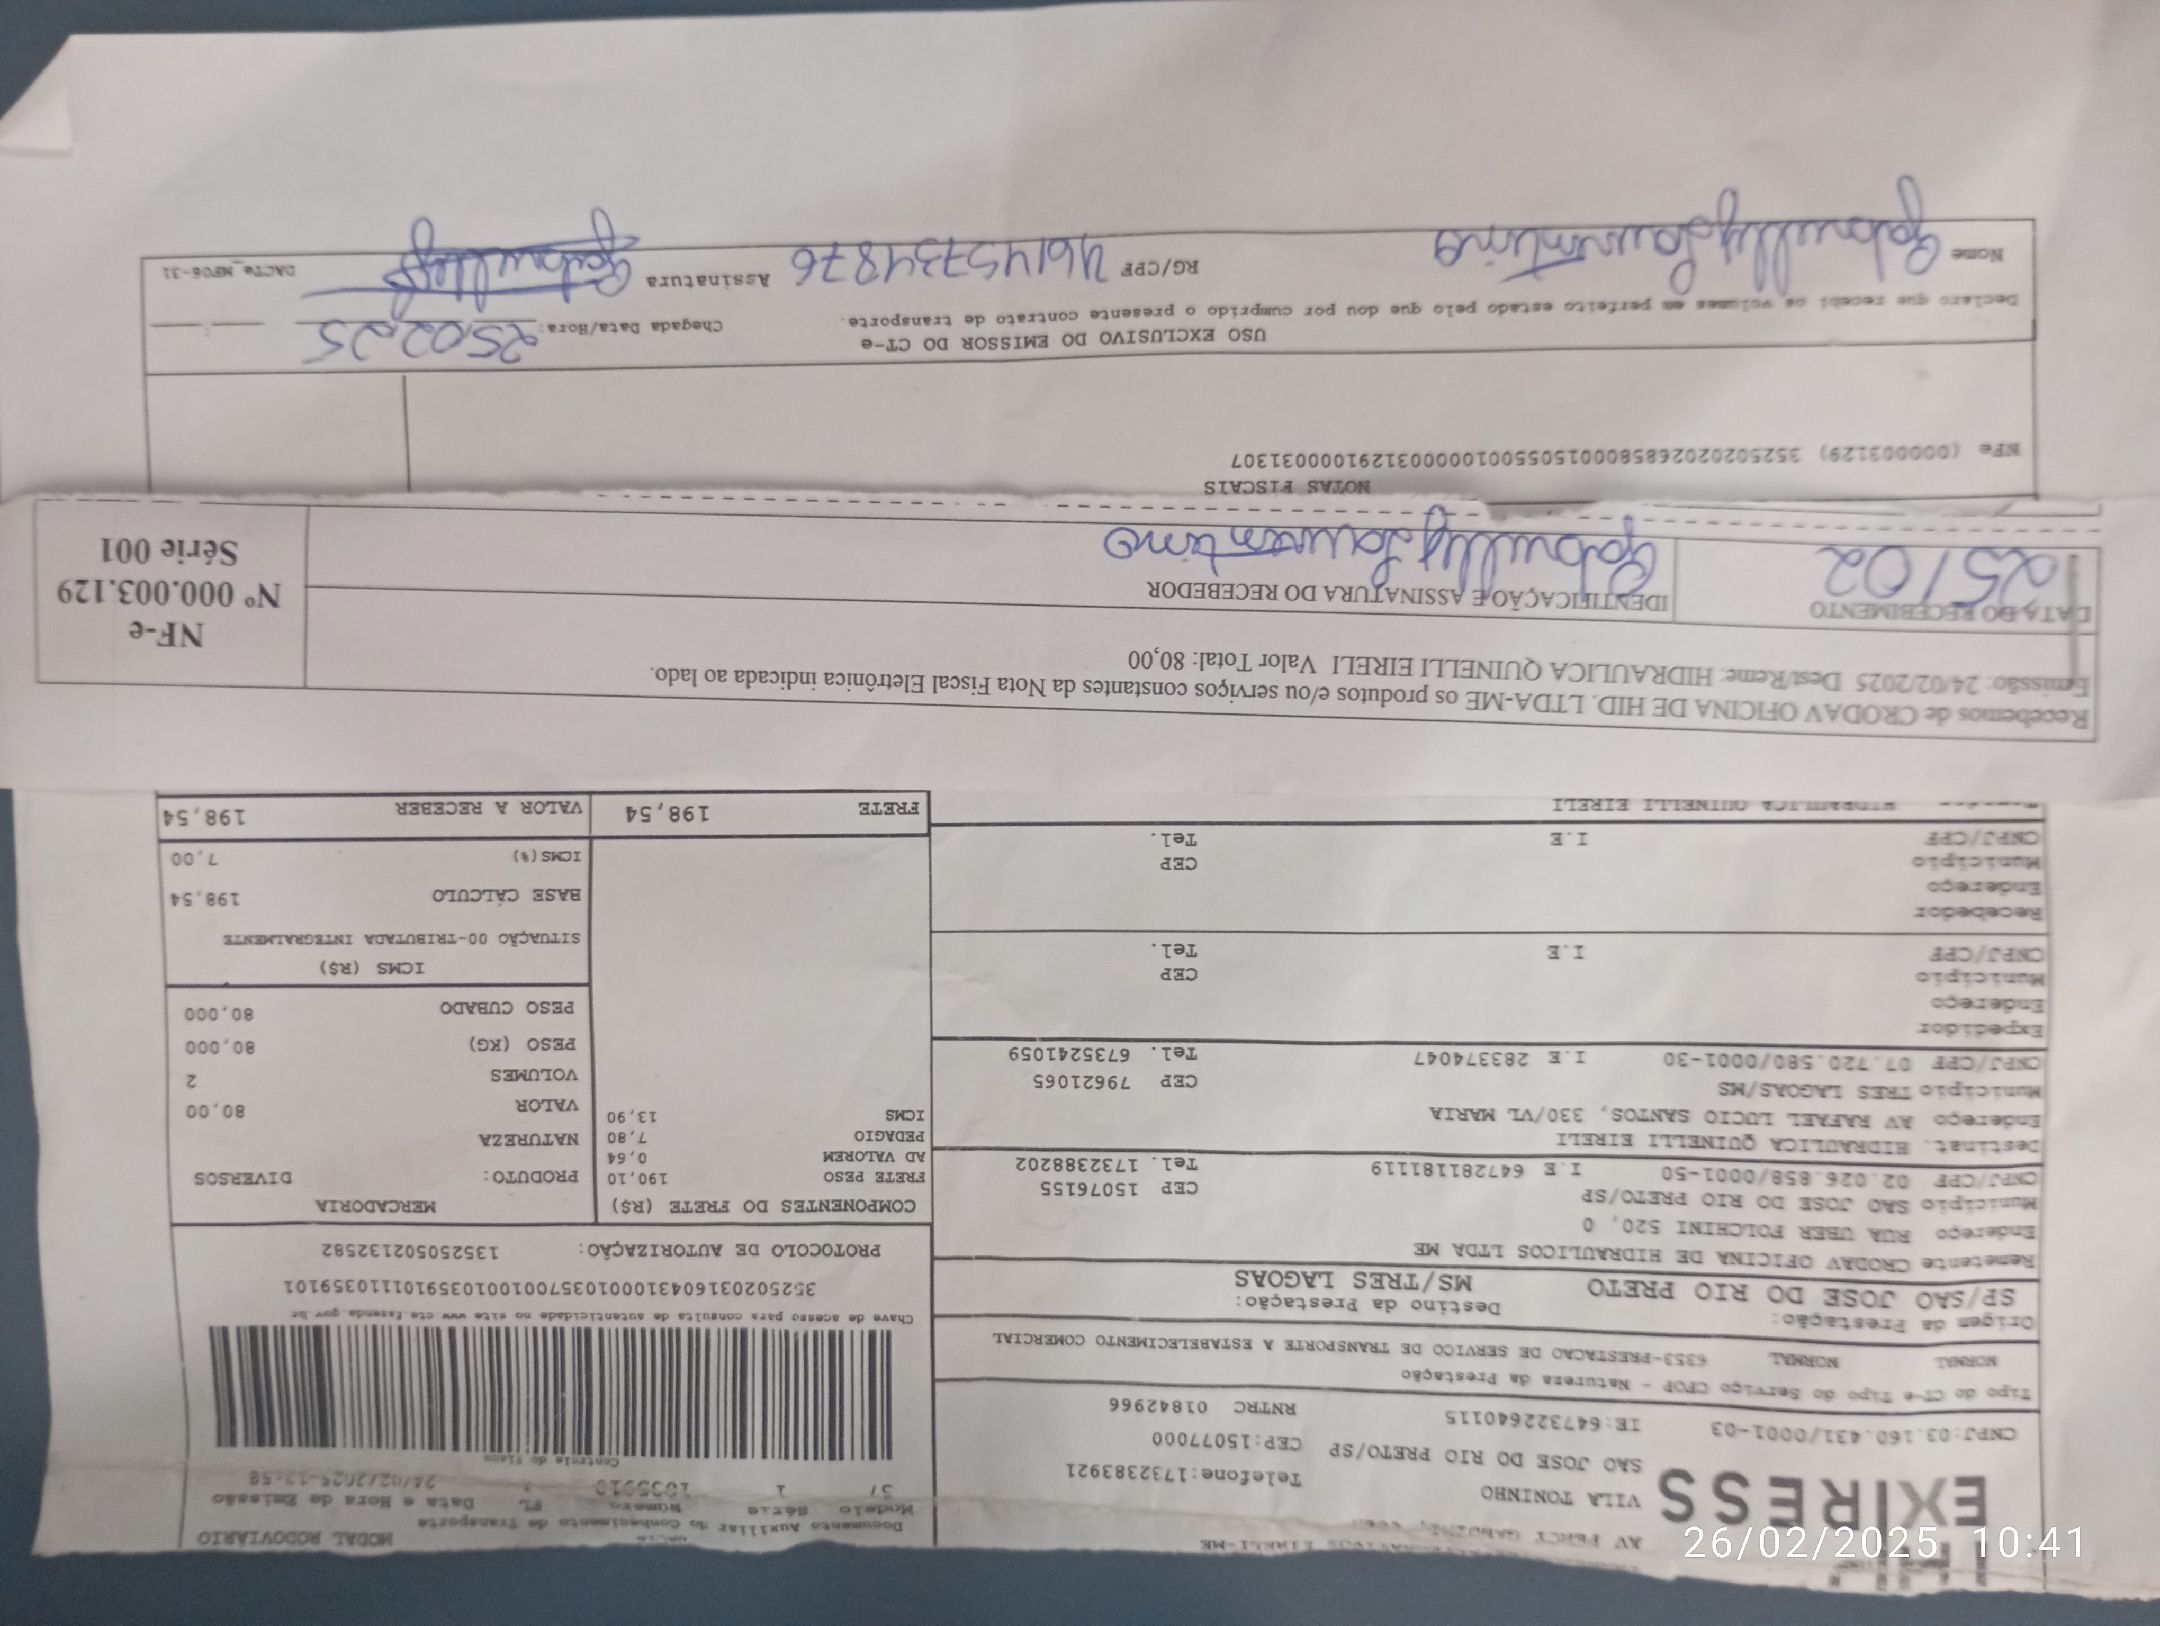 EXPRESS
VILA TONINHO Telefone:1732383921
SAO JOSE DO RIO PRETO/SP CEP:15077000
CNPJ:03.160.431/0001-03 IE:647322640115 RNTRC 01842966
Tipo do CT-e Tipo do Serviço CFOP - Natureza da Prestação
NORMAL NORMAL 6353-PRESTACAO DE SERVICO DE TRANSPORTE A ESTABELECIMENTO COMERCIAL
Origem da Prestação: Destino da Prestação:
SP/SAO JOSE DO RIO PRETO MS/TRES LAGOAS
Remetente CRODAV OFICINA DE HIDRAULICOS LTDA ME
Endereço RUA UBER FOLCHINI 520, 0
Município SAO JOSE DO RIO PRETO/SP CEP 15076155
CNPJ/CPF 02.026.858/0001-50 I.E 647281181119 Tel. 1732388202
Destinat. HIDRAULICA QUINELLI EIRELI
Endereço AV RAFAEL LUCIO SANTOS, 330/VL MARIA
Município TRES LAGOAS/MS CEP 79621065
CNPJ/CPF 07.720.580/0001-30 I.E 283374047 Tel. 6735241059
Expedidor
Endereço
Município CEP
CNPJ/CPF I.E Tel.
Recebedor
Endereço
Município CEP
CNPJ/CPF I.E Tel.
HIDRAULICA QUINELLI EIRELI
MODAL RODOVIARIO
Documento Auxiliar do Conhecimento de Transporte
Modelo Série Número FL Data e Hora de Emissão
57 1 1035910 1 24/02/2025-13:58
Controle do Fisco
Chave de acesso para consulta de autenticidade no site www cte fazenda gov br
352502031604310001035700100103591011110359101
PROTOCOLO DE AUTORIZAÇÃO: 135250502132582
COMPONENTES DO FRETE (R$)
FRETE PESO 190,10
AD VALOREM 0,64
PEDAGIO 7,80
ICMS 13,90
FRETE 198,54
MERCADORIA
PRODUTO: DIVERSOS
NATUREZA
VALOR 80,00
VOLUMES 2
PESO (KG) 80,000
PESO CUBADO 80,000
ICMS (R$)
SITUAÇÃO 00-TRIBUTADA INTEGRALMENTE
BASE CÁLCULO 198,54
ICMS(%) 7,00
VALOR A RECEBER 198,54
Recebemos de CRODAV OFICINA DE HID. LTDA-ME os produtos e/ou serviços constantes da Nota Fiscal Eletrônica indicada ao lado.
Emissão: 24/02/2025 Dest/Reme: HIDRAULICA QUINELLI EIRELI Valor Total: 80,00
DATA DO RECEBIMENTO IDENTIFICAÇÃO E ASSINATURA DO RECEBEDOR
25/02
NF-e
Nº 000.003.129
Série 001
NOTAS FISCAIS
NFe (000003129) 35250202026858000150550010000031291000031307
USO EXCLUSIVO DO EMISSOR DO CT-e
Declaro que recebi os volumes em perfeito estado pelo que dou por cumprido o presente contrato de transporte.
Chegada Data/Hora: 25 02 25
Nome RG/CPF 46145734876 Assinatura
DACTe_MF06-31
26/02/2025 10:41